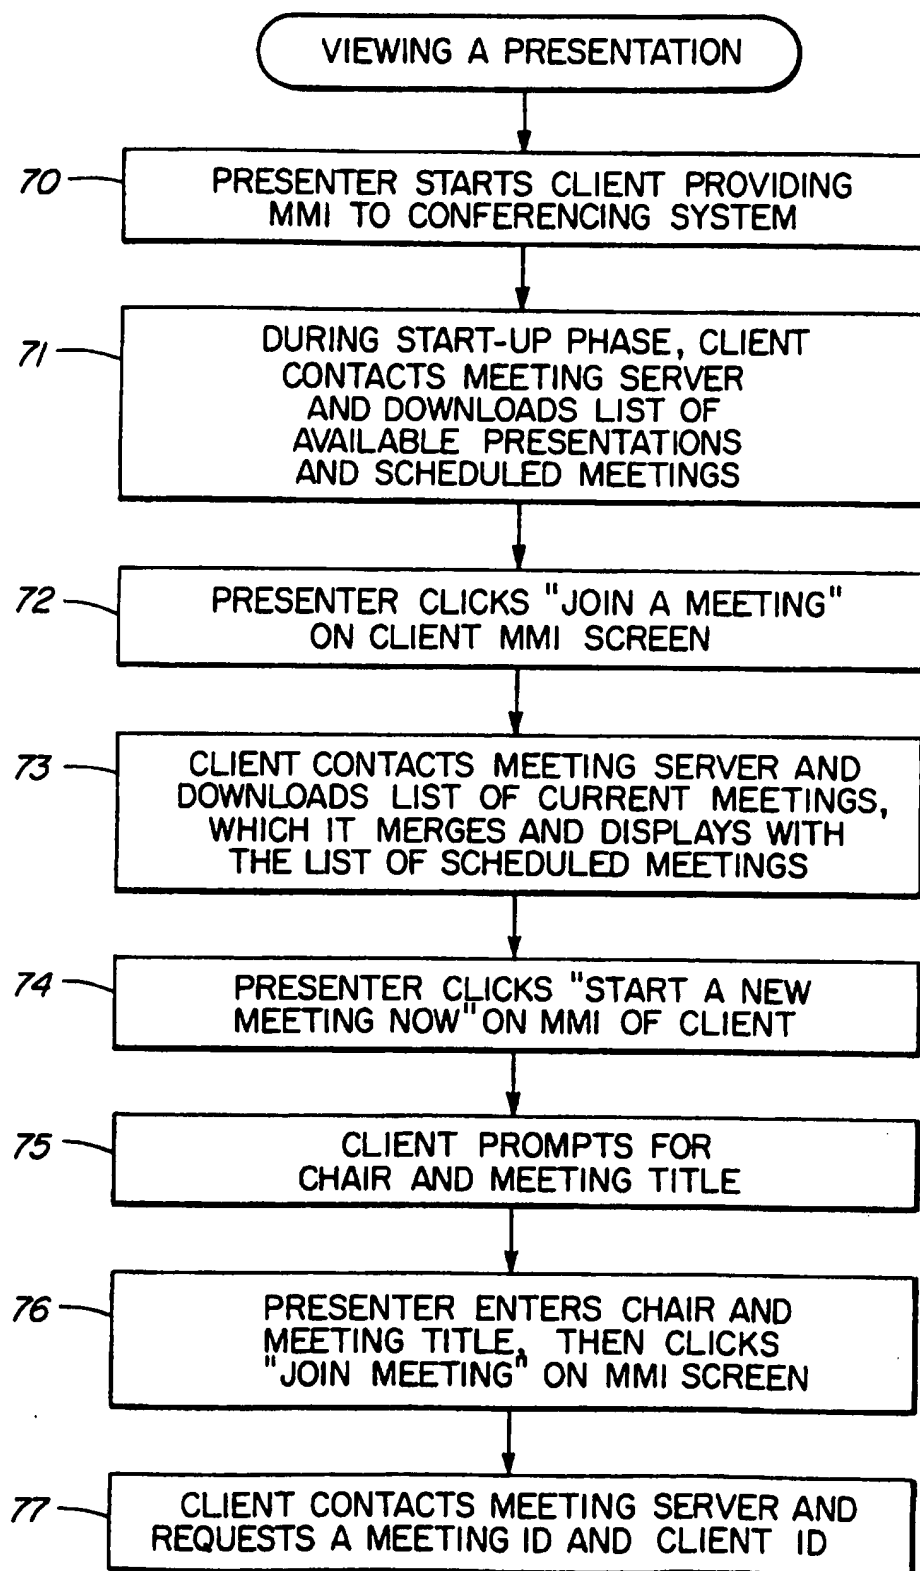 VIEWING A PRESENTATION
70
PRESENTER STARTS CLIENT PROVIDING
MMI TO CONFERENCING SYSTEM
71
DURING START-UP PHASE, CLIENT
CONTACTS MEETING SERVER
AND DOWNLOADS LIST OF
AVAILABLE PRESENTATIONS
AND SCHEDULED MEETINGS
72
PRESENTER CLICKS "JOIN A MEETING"
ON CLIENT MMI SCREEN
73
CLIENT CONTACTS MEETING SERVER AND
DOWNLOADS LIST OF CURRENT MEETINGS,
WHICH IT MERGES AND DISPLAYS WITH
THE LIST OF SCHEDULED MEETINGS
74
PRESENTER CLICKS "START A NEW
MEETING NOW" ON MMI OF CLIENT
75
CLIENT PROMPTS FOR
CHAIR AND MEETING TITLE
76
PRESENTER ENTERS CHAIR AND
MEETING TITLE, THEN CLICKS
"JOIN MEETING" ON MMI SCREEN
77
CLIENT CONTACTS MEETING SERVER AND
REQUESTS A MEETING ID AND CLIENT ID